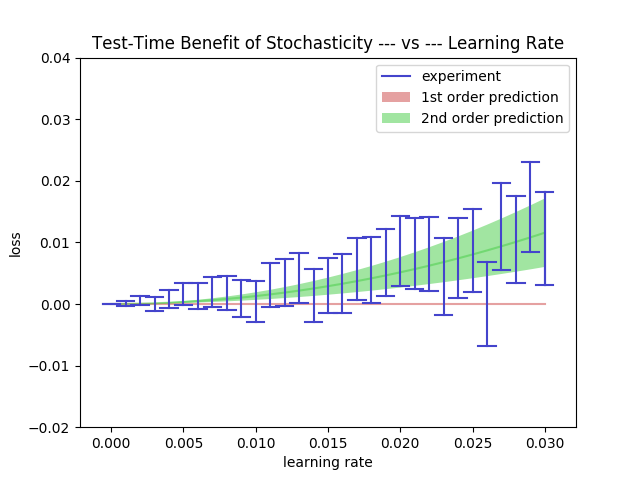 Test-Time Benefit of Stochasticity --- vs --- Learning Rate
experiment
1st order prediction
2nd order prediction
loss
0.04
0.03
0.02
0.01
0.00
−0.01
−0.02
0.000 0.005 0.010 0.015 0.020 0.025 0.030
learning rate